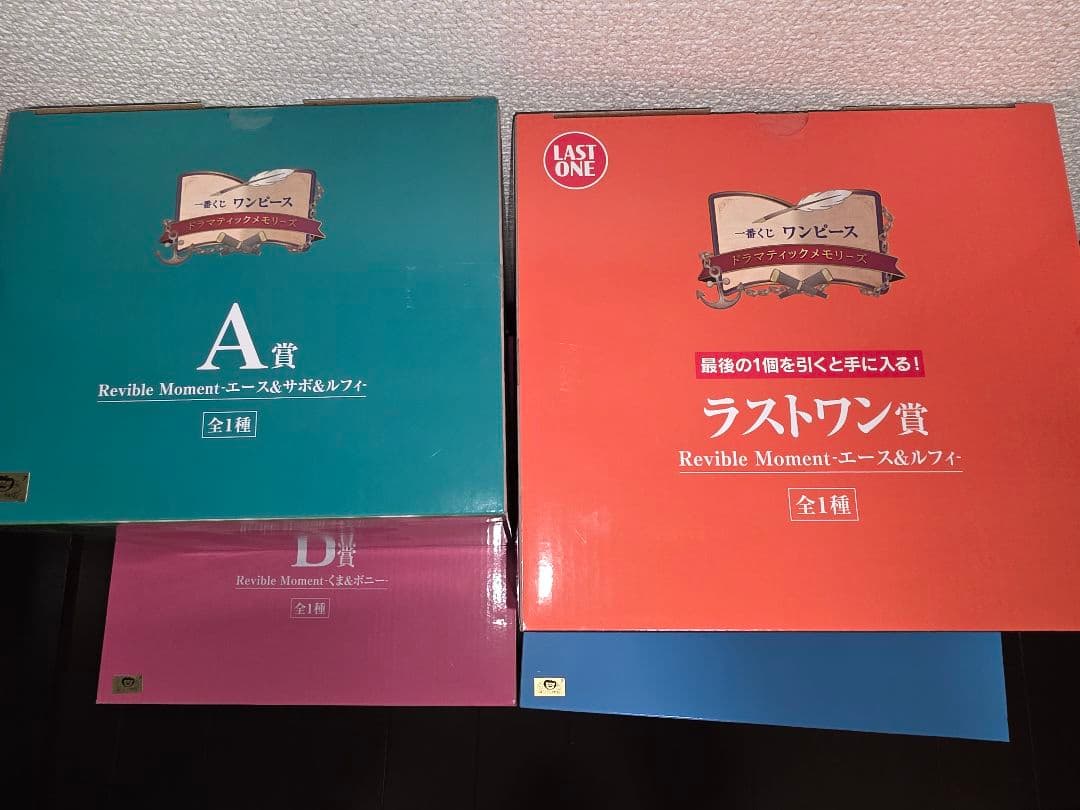 一番くじ ワンピース
ドラマティックメモリーズ
A賞
Revible Moment-エース&サボ&ルフィ-
全1種
LAST
ONE
一番くじ ワンピース
ドラマティックメモリーズ
最後の1個を引くと手に入る!
ラストワン賞
Revible Moment-エース&ルフィ-
全1種
D賞
Revible Moment-くま&ボニー-
全1種